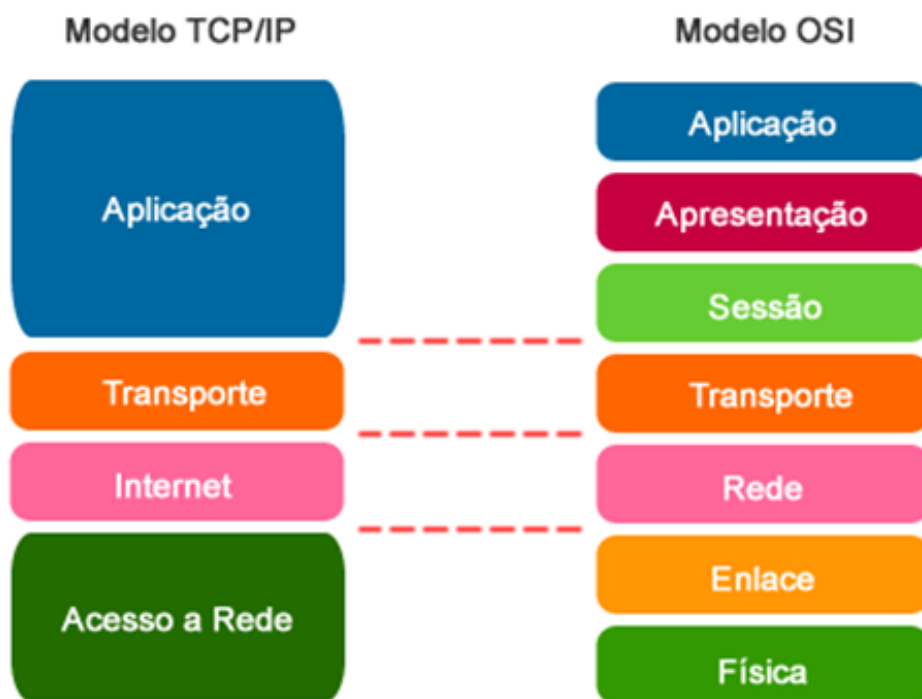 Modelo TCP/IP
Aplicação
Transporte
Internet
Acesso a Rede
Modelo OSI
Aplicação
Apresentação
Sessão
Transporte
Rede
Enlace
Física